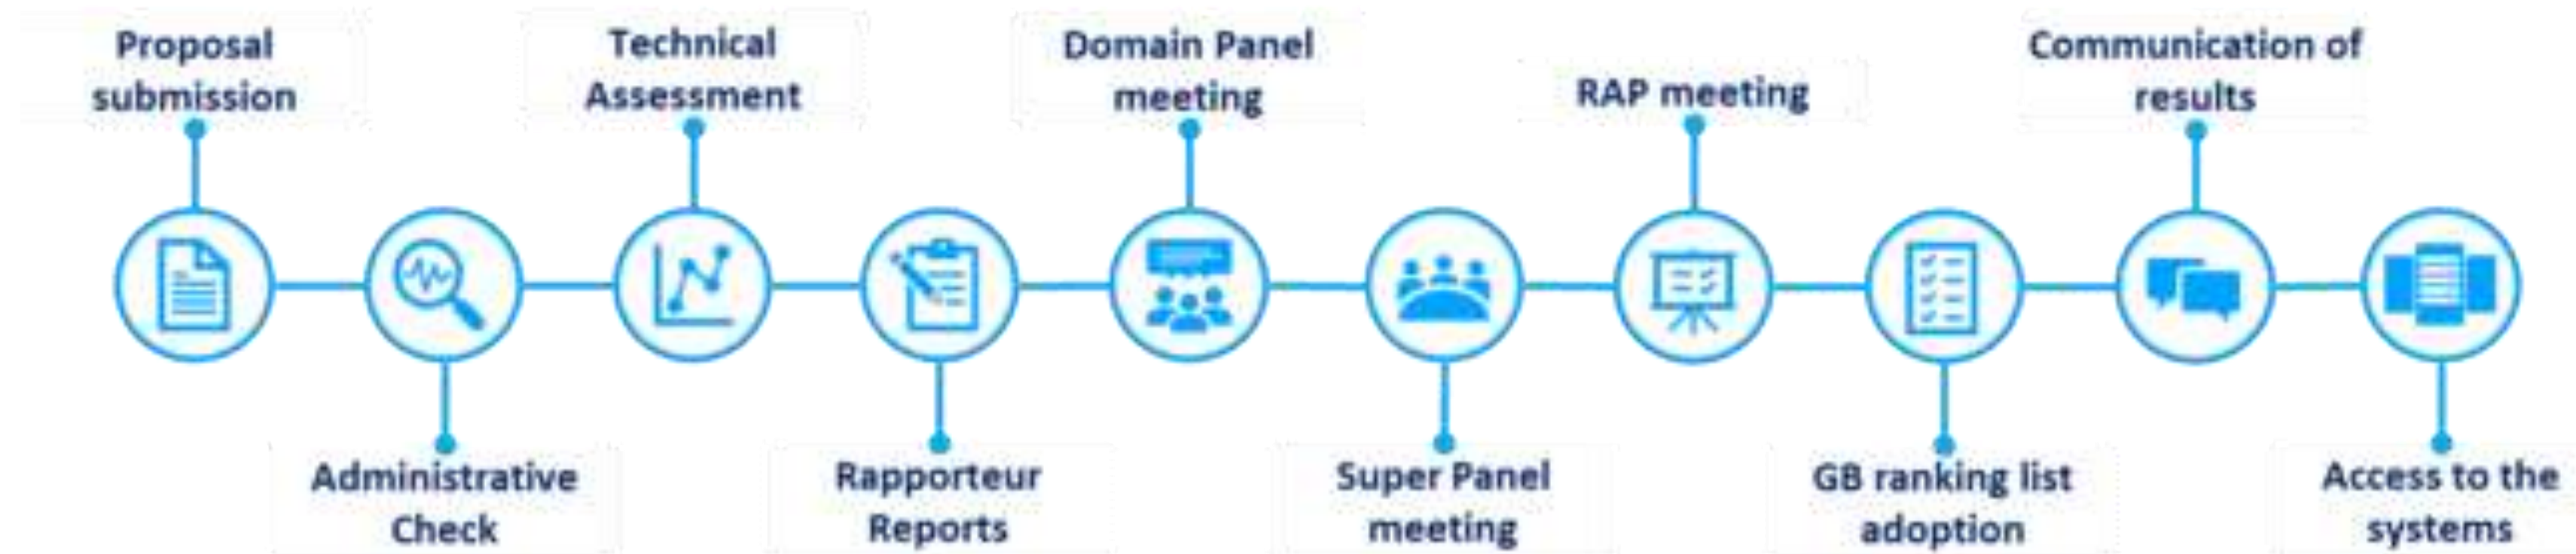 Proposal
submission
Administrative
Check
Technical
Assessment
Rapporteur
Reports
Domain Panel
meeting
Super Panel
meeting
RAP meeting
GB ranking list
adoption
Communication of
results
Access to the
systems